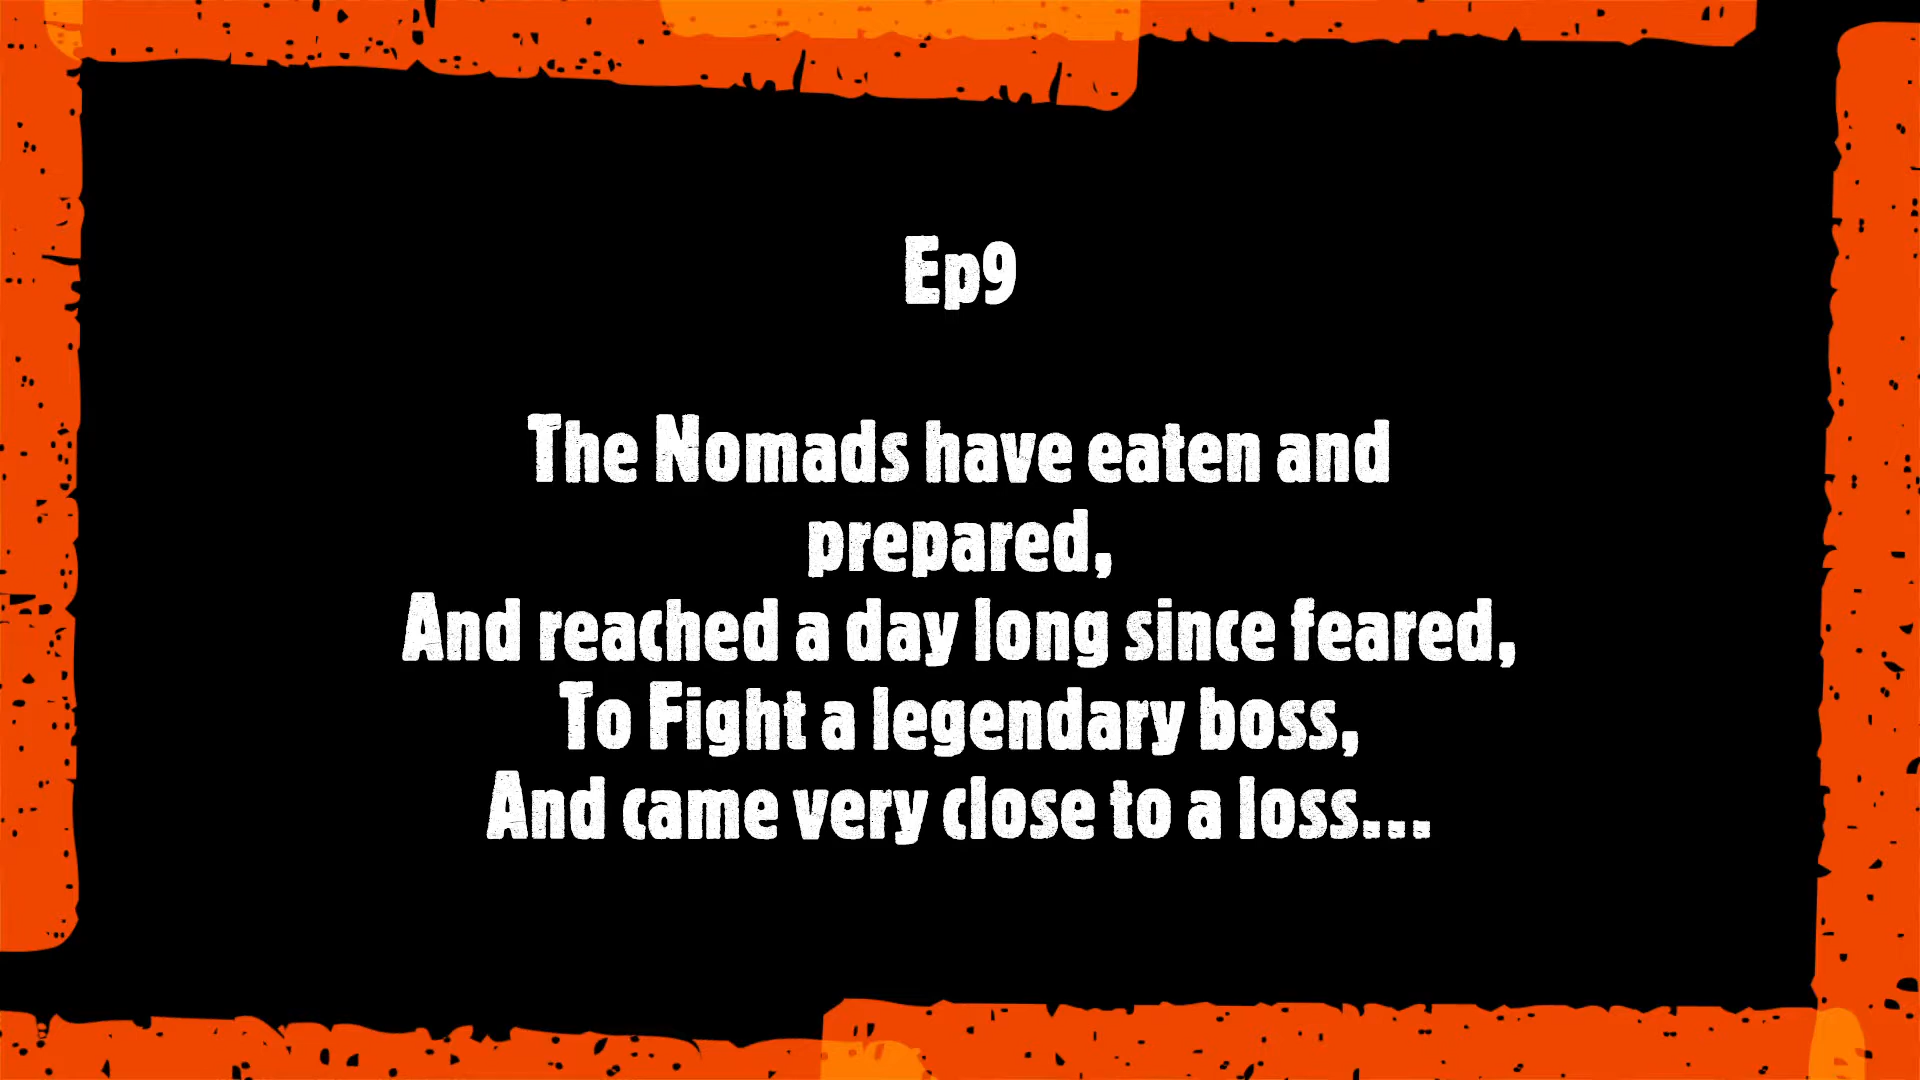 Ep9
The Nomads have eaten and
prepared,
And reached a day long since feared,
To Fight a legendary boss,
And came very close to a loss...